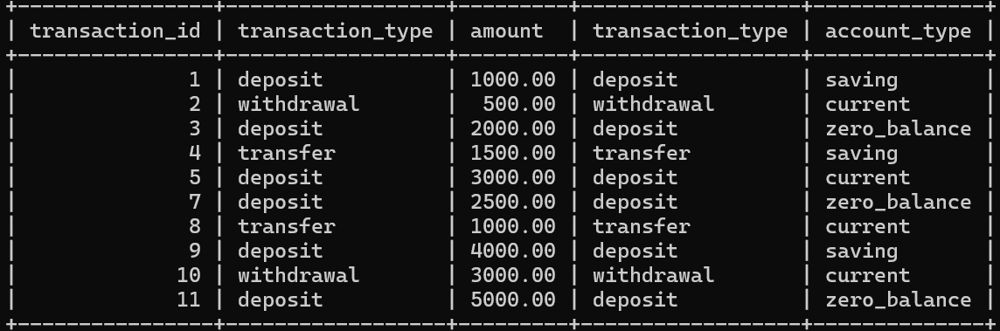 +----------------+------------------+---------+------------------+--------------+
| transaction_id | transaction_type | amount  | transaction_type | account_type |
+----------------+------------------+---------+------------------+--------------+
|              1 | deposit          | 1000.00 | deposit          | saving       |
|              2 | withdrawal       |  500.00 | withdrawal       | current      |
|              3 | deposit          | 2000.00 | deposit          | zero_balance |
|              4 | transfer         | 1500.00 | transfer         | saving       |
|              5 | deposit          | 3000.00 | deposit          | current      |
|              7 | deposit          | 2500.00 | deposit          | zero_balance |
|              8 | transfer         | 1000.00 | transfer         | current      |
|              9 | deposit          | 4000.00 | deposit          | saving       |
|             10 | withdrawal       | 3000.00 | withdrawal       | current      |
|             11 | deposit          | 5000.00 | deposit          | zero_balance |
+----------------+------------------+---------+------------------+--------------+